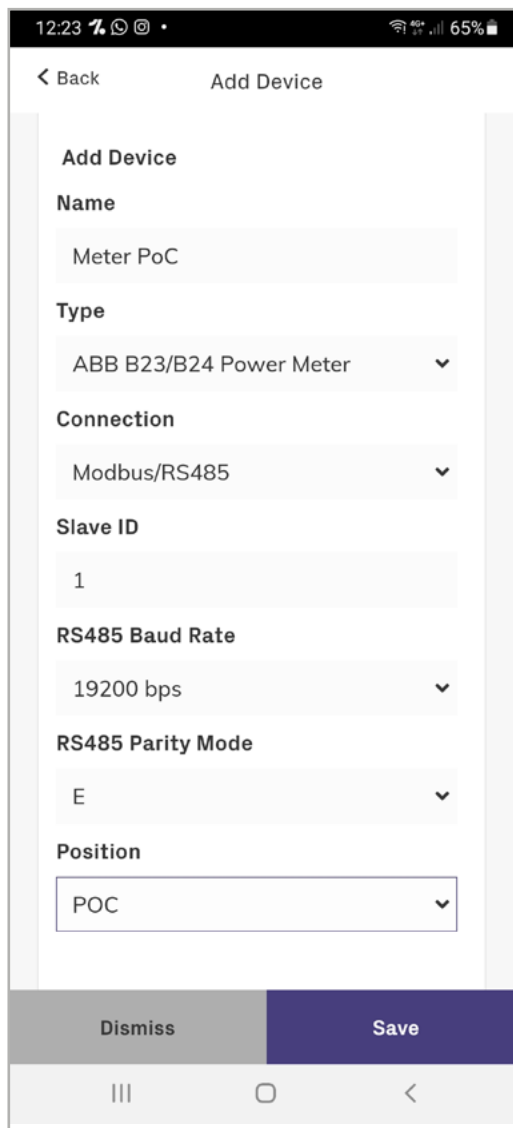 12:23
4G+ 65%
Back Add Device
Add Device
Name
Meter PoC
Type
ABB B23/B24 Power Meter
Connection
Modbus/RS485
Slave ID
1
RS485 Baud Rate
19200 bps
RS485 Parity Mode
E
Position
POC
Dismiss Save